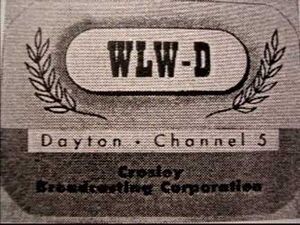 WLW-D
Dayton • Channel 5
Crosley
Broadcasting Corporation